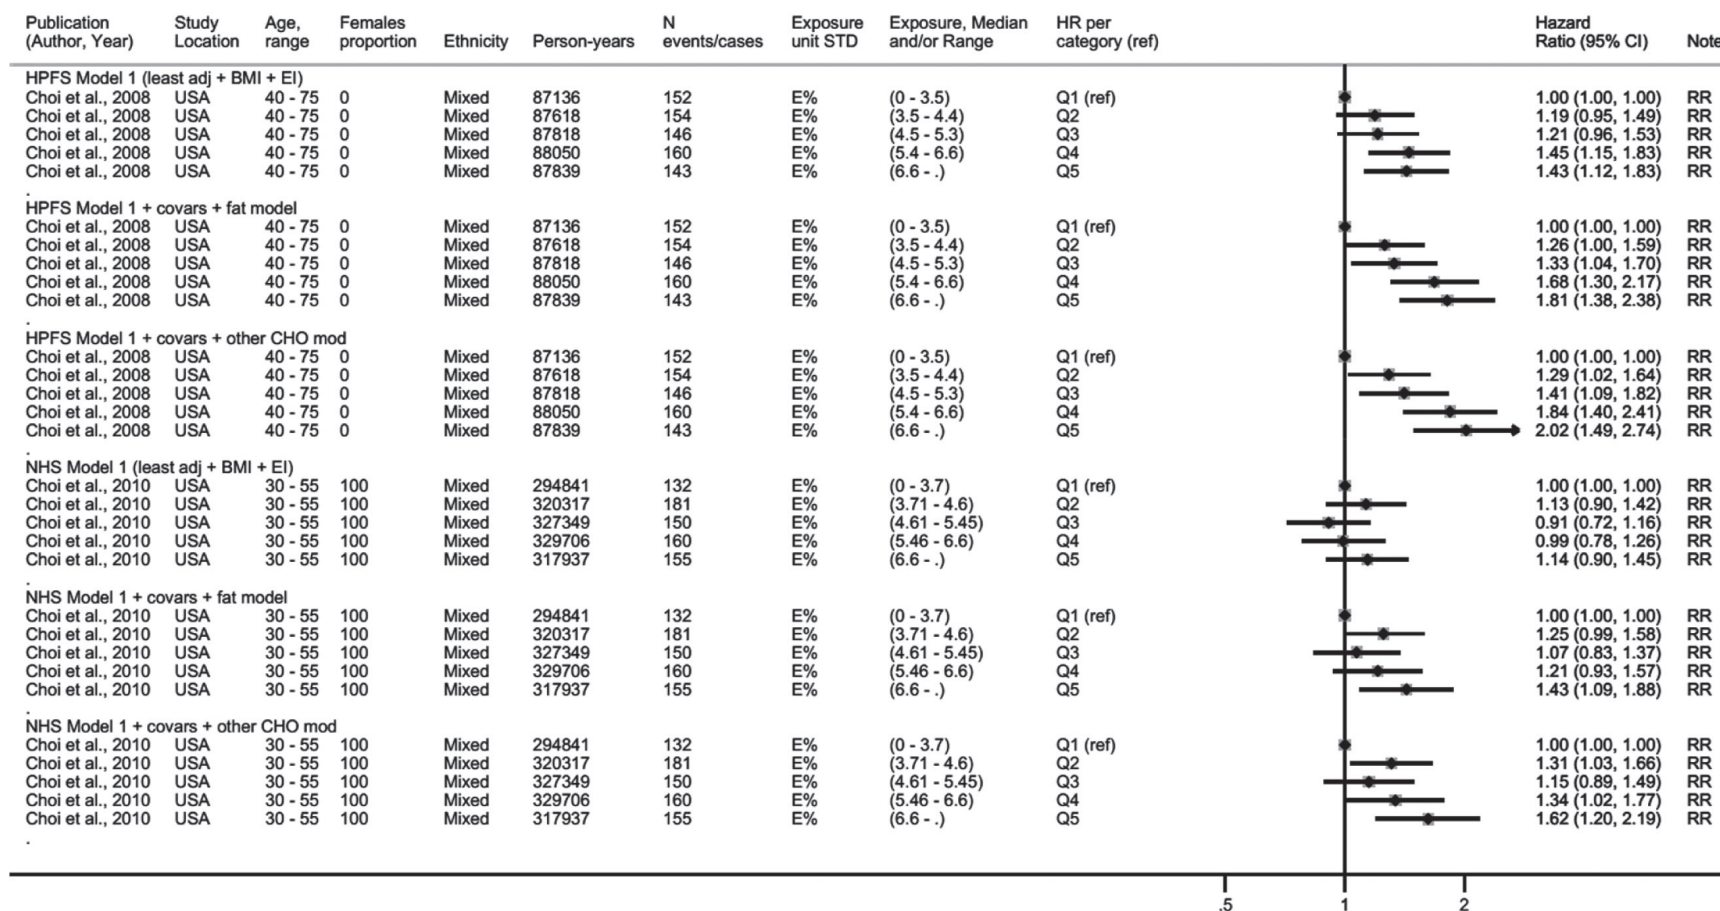 Publication (Author, Year) Study Location Age, range Females proportion Ethnicity Person-years N events/cases Exposure unit STD Exposure, Median and/or Range HR per category (ref) Hazard Ratio (95% CI) Note
HPFS Model 1 (least adj + BMI + EI)
Choi et al., 2008 USA 40 - 75 0 Mixed 87136 152 E% (0 - 3.5) Q1 (ref) 1.00 (1.00, 1.00) RR
Choi et al., 2008 USA 40 - 75 0 Mixed 87618 154 E% (3.5 - 4.4) Q2 1.19 (0.95, 1.49) RR
Choi et al., 2008 USA 40 - 75 0 Mixed 87818 146 E% (4.5 - 5.3) Q3 1.21 (0.96, 1.53) RR
Choi et al., 2008 USA 40 - 75 0 Mixed 88050 160 E% (5.4 - 6.6) Q4 1.45 (1.15, 1.83) RR
Choi et al., 2008 USA 40 - 75 0 Mixed 87839 143 E% (6.6 - .) Q5 1.43 (1.12, 1.83) RR
.
HPFS Model 1 + covars + fat model
Choi et al., 2008 USA 40 - 75 0 Mixed 87136 152 E% (0 - 3.5) Q1 (ref) 1.00 (1.00, 1.00) RR
Choi et al., 2008 USA 40 - 75 0 Mixed 87618 154 E% (3.5 - 4.4) Q2 1.26 (1.00, 1.59) RR
Choi et al., 2008 USA 40 - 75 0 Mixed 87818 146 E% (4.5 - 5.3) Q3 1.33 (1.04, 1.70) RR
Choi et al., 2008 USA 40 - 75 0 Mixed 88050 160 E% (5.4 - 6.6) Q4 1.68 (1.30, 2.17) RR
Choi et al., 2008 USA 40 - 75 0 Mixed 87839 143 E% (6.6 - .) Q5 1.81 (1.38, 2.38) RR
.
HPFS Model 1 + covars + other CHO mod
Choi et al., 2008 USA 40 - 75 0 Mixed 87136 152 E% (0 - 3.5) Q1 (ref) 1.00 (1.00, 1.00) RR
Choi et al., 2008 USA 40 - 75 0 Mixed 87618 154 E% (3.5 - 4.4) Q2 1.29 (1.02, 1.64) RR
Choi et al., 2008 USA 40 - 75 0 Mixed 87818 146 E% (4.5 - 5.3) Q3 1.41 (1.09, 1.82) RR
Choi et al., 2008 USA 40 - 75 0 Mixed 88050 160 E% (5.4 - 6.6) Q4 1.84 (1.40, 2.41) RR
Choi et al., 2008 USA 40 - 75 0 Mixed 87839 143 E% (6.6 - .) Q5 2.02 (1.49, 2.74) RR
.
NHS Model 1 (least adj + BMI + EI)
Choi et al., 2010 USA 30 - 55 100 Mixed 294841 132 E% (0 - 3.7) Q1 (ref) 1.00 (1.00, 1.00) RR
Choi et al., 2010 USA 30 - 55 100 Mixed 320317 181 E% (3.71 - 4.6) Q2 1.13 (0.90, 1.42) RR
Choi et al., 2010 USA 30 - 55 100 Mixed 327349 150 E% (4.61 - 5.45) Q3 0.91 (0.72, 1.16) RR
Choi et al., 2010 USA 30 - 55 100 Mixed 329706 160 E% (5.46 - 6.6) Q4 0.99 (0.78, 1.26) RR
Choi et al., 2010 USA 30 - 55 100 Mixed 317937 155 E% (6.6 - .) Q5 1.14 (0.90, 1.45) RR
.
NHS Model 1 + covars + fat model
Choi et al., 2010 USA 30 - 55 100 Mixed 294841 132 E% (0 - 3.7) Q1 (ref) 1.00 (1.00, 1.00) RR
Choi et al., 2010 USA 30 - 55 100 Mixed 320317 181 E% (3.71 - 4.6) Q2 1.25 (0.99, 1.58) RR
Choi et al., 2010 USA 30 - 55 100 Mixed 327349 150 E% (4.61 - 5.45) Q3 1.07 (0.83, 1.37) RR
Choi et al., 2010 USA 30 - 55 100 Mixed 329706 160 E% (5.46 - 6.6) Q4 1.21 (0.93, 1.57) RR
Choi et al., 2010 USA 30 - 55 100 Mixed 317937 155 E% (6.6 - .) Q5 1.43 (1.09, 1.88) RR
.
NHS Model 1 + covars + other CHO mod
Choi et al., 2010 USA 30 - 55 100 Mixed 294841 132 E% (0 - 3.7) Q1 (ref) 1.00 (1.00, 1.00) RR
Choi et al., 2010 USA 30 - 55 100 Mixed 320317 181 E% (3.71 - 4.6) Q2 1.31 (1.03, 1.66) RR
Choi et al., 2010 USA 30 - 55 100 Mixed 327349 150 E% (4.61 - 5.45) Q3 1.15 (0.89, 1.49) RR
Choi et al., 2010 USA 30 - 55 100 Mixed 329706 160 E% (5.46 - 6.6) Q4 1.34 (1.02, 1.77) RR
Choi et al., 2010 USA 30 - 55 100 Mixed 317937 155 E% (6.6 - .) Q5 1.62 (1.20, 2.19) RR
.
.5 1 2